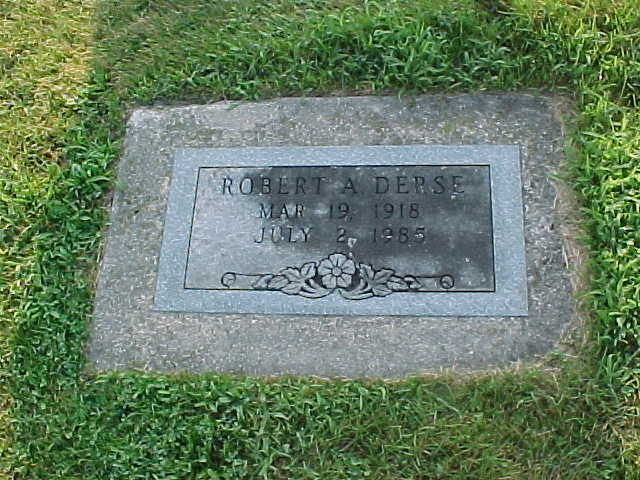 ROBERT A. DERSE
MAR 19, 1918
JULY 2, 1985